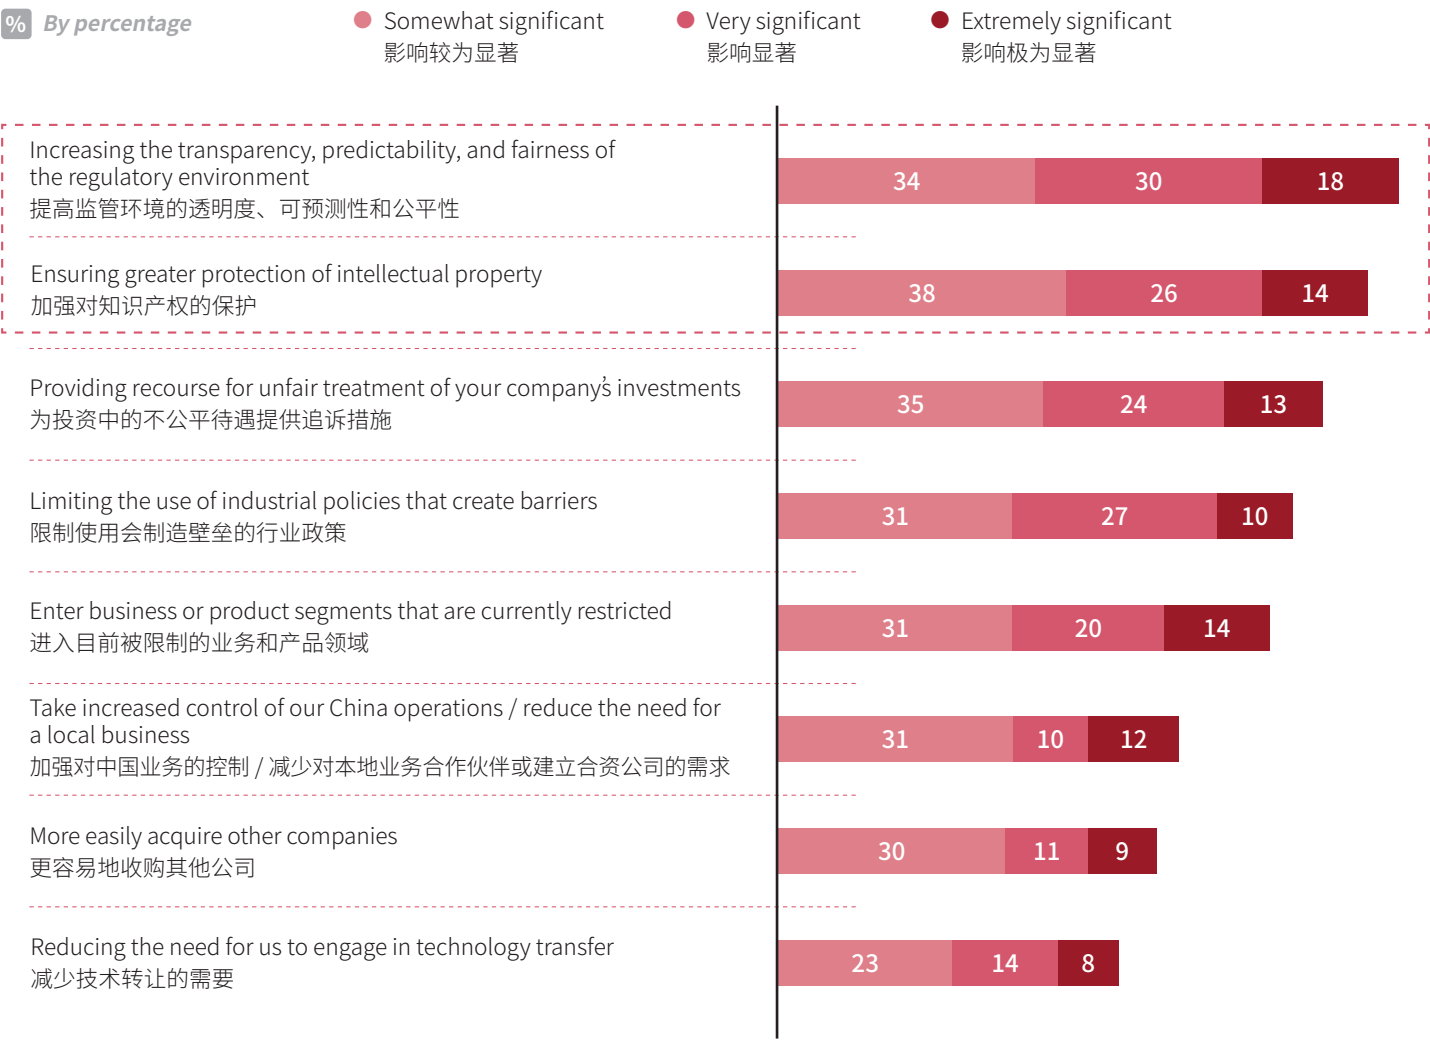 % By percentage
Somewhat significant
影响较为显著
Very significant
影响显著
Extremely significant
影响极为显著
Increasing the transparency, predictability, and fairness of
the regulatory environment
提高监管环境的透明度、可预测性和公平性
34 30 18
Ensuring greater protection of intellectual property
加强对知识产权的保护
38 26 14
Providing recourse for unfair treatment of your company's investments
为投资中的不公平待遇提供追诉措施
35 24 13
Limiting the use of industrial policies that create barriers
限制使用会制造壁垒的行业政策
31 27 10
Enter business or product segments that are currently restricted
进入目前被限制的业务和产品领域
31 20 14
Take increased control of our China operations / reduce the need for
a local business
加强对中国业务的控制 / 减少对本地业务合作伙伴或建立合资公司的需求
31 10 12
More easily acquire other companies
更容易地收购其他公司
30 11 9
Reducing the need for us to engage in technology transfer
减少技术转让的需要
23 14 8